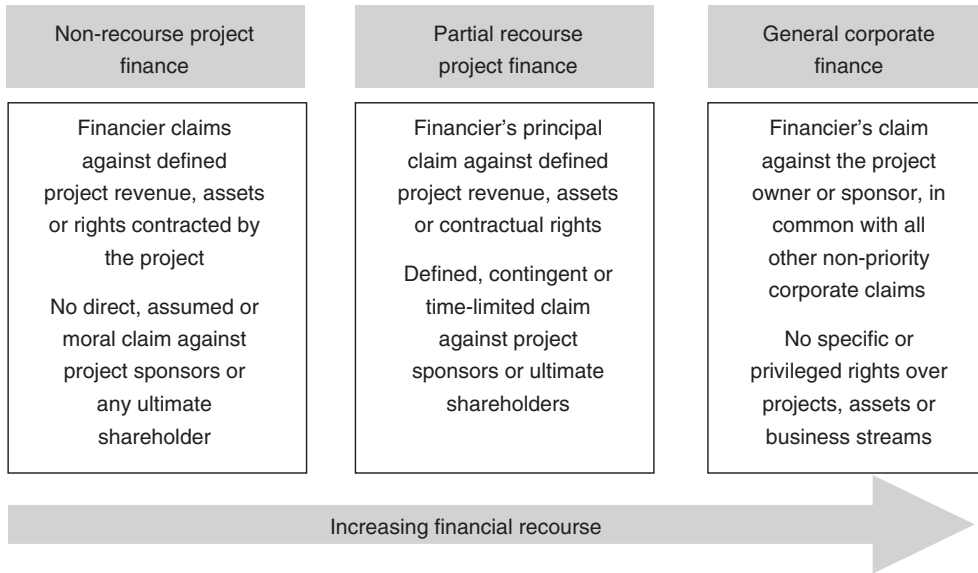 Non-recourse project
finance
Partial recourse
project finance
General corporate
finance
Financier claims
against defined
project revenue, assets
or rights contracted by
the project
No direct, assumed or
moral claim against
project sponsors or
any ultimate
shareholder
Financier's principal
claim against defined
project revenue, assets
or contractual rights
Defined, contingent or
time-limited claim
against project
sponsors or ultimate
shareholders
Financier's claim
against the project
owner or sponsor, in
common with all
other non-priority
corporate claims
No specific or
privileged rights over
projects, assets or
business streams
Increasing financial recourse